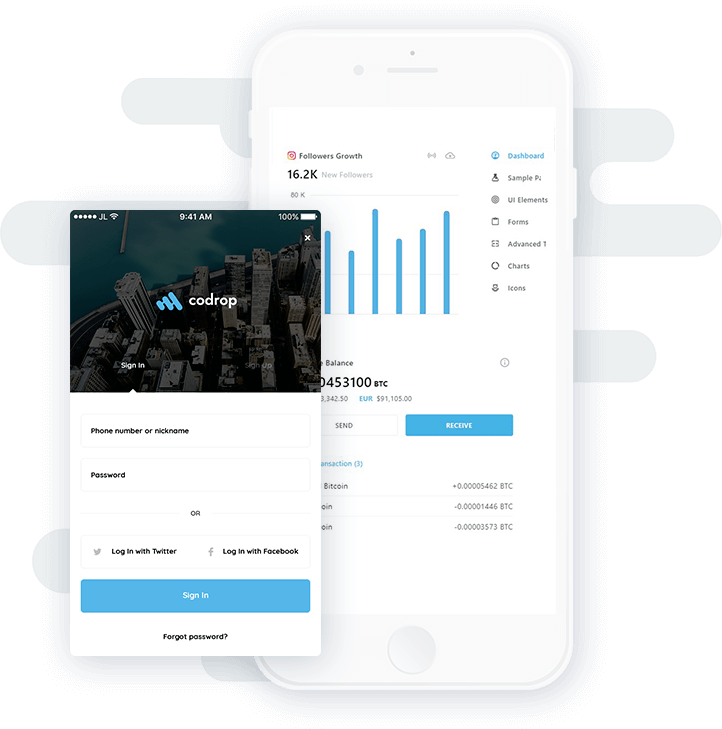 Followers Growth
16.2K New Followers
80 K
Dashboard
Sample Pa
UI Elements
Forms
Advanced T
Charts
Icons
JL 9:41 AM 100%
×
codrop
Sign In Sign Up
Phone number or nickname
Password
OR
Log In with Twitter Log In with Facebook
Sign In
Forgot password?
Balance
0453100 BTC
3,342.50 EUR $91,105.00
SEND RECEIVE
ansaction (3)
Bitcoin +0.00005462 BTC
oin -0.00001446 BTC
oin -0.00003573 BTC